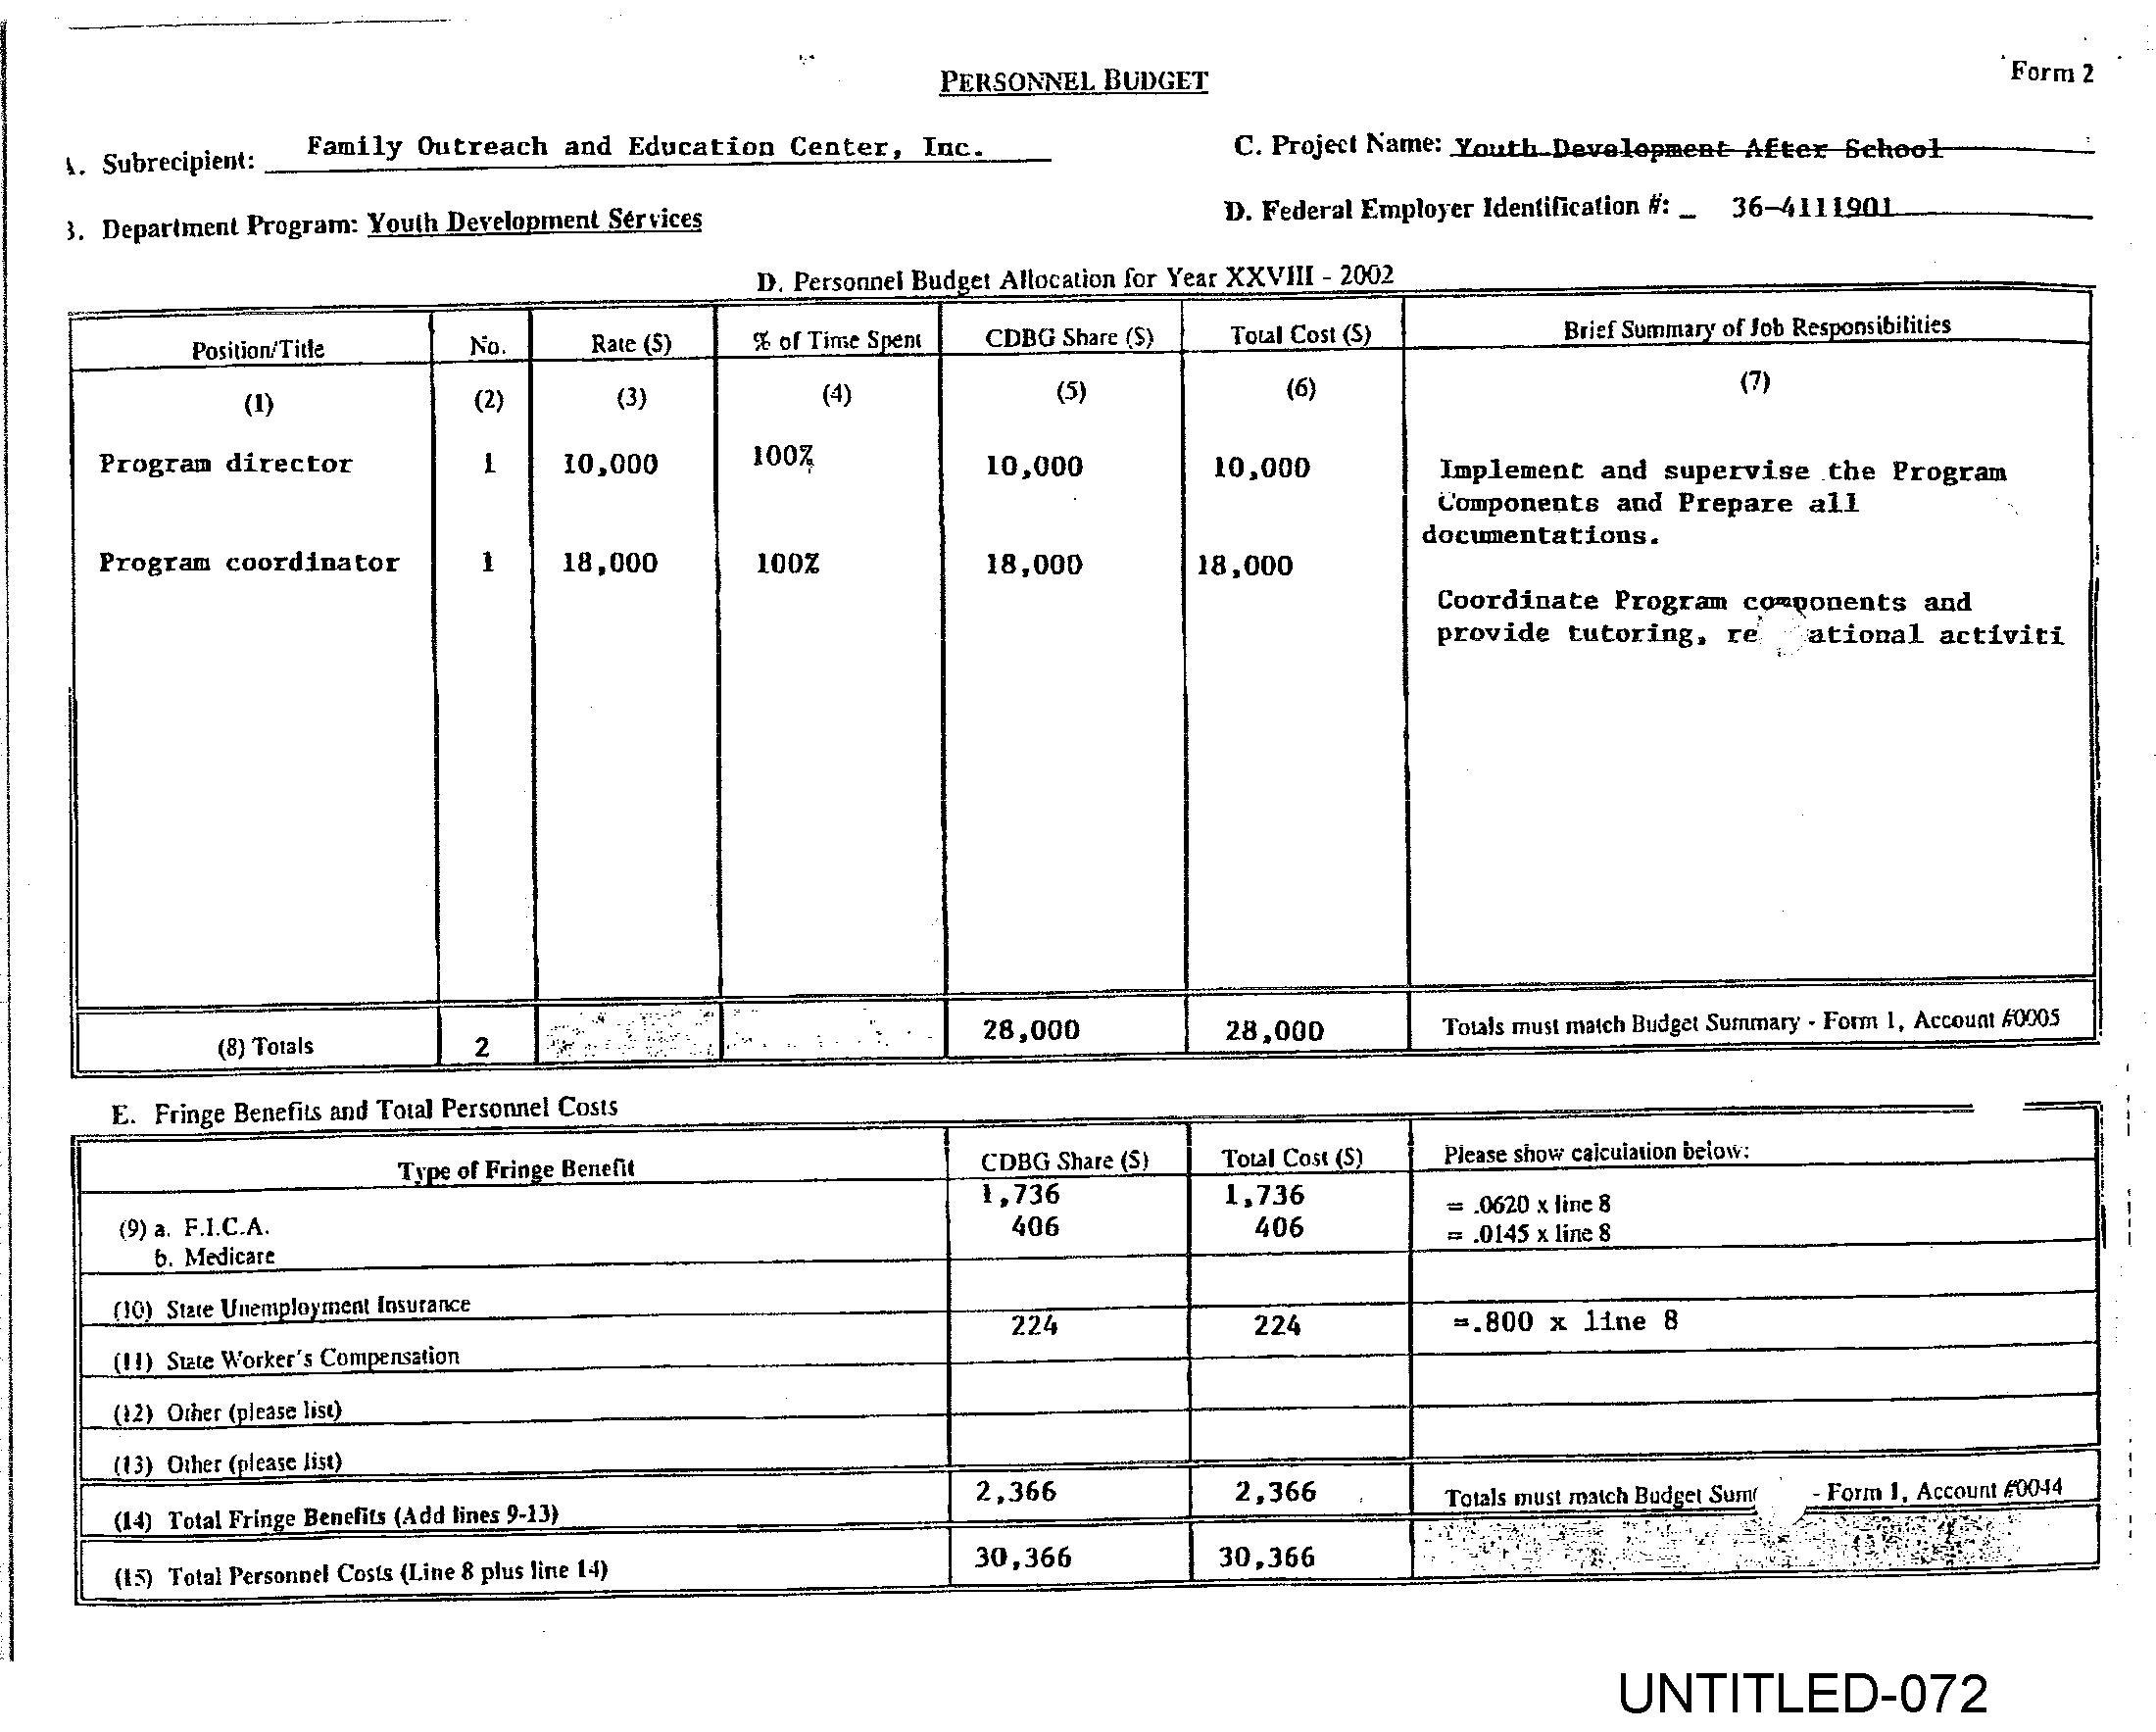 PERSONNEL BUDGET
Form 2
A. Subrecipient: Family Outreach and Education Center, Inc.
C. Project Name: Youth Development After School
B. Department Program: Youth Development Services
D. Federal Employer Identification #: 36-4111901
D. Personnel Budget Allocation for Year XXVIII - 2002
Position/Title No. Rate ($) % of Time Spent CDBG Share ($) Total Cost ($) Brief Summary of Job Responsibilities
(1) (2) (3) (4) (5) (6) (7)
Program director 1 10,000 100% 10,000 10,000 Implement and supervise the Program
Components and Prepare all
documentations.
Program coordinator 1 18,000 100% 18,000 18,000
Coordinate Program components and
provide tutoring, re ational activiti
(8) Totals 2 28,000 28,000 Totals must match Budget Summary - Form 1, Account #0005
E. Fringe Benefits and Total Personnel Costs
Type of Fringe Benefit CDBG Share ($) Total Cost ($) Please show calculation below:
(9) a. F.I.C.A. 1,736 1,736 = .0620 x line 8
b. Medicare 406 406 = .0145 x line 8
(10) State Unemployment Insurance
224 224 =.800 x line 8
(11) State Worker's Compensation
(12) Other (please list)
(13) Other (please list)
(14) Total Fringe Benefits (Add lines 9-13) 2,366 2,366 Totals must match Budget Sum - Form 1, Account #0044
(15) Total Personnel Costs (Line 8 plus line 14) 30,366 30,366
UNTITLED-072